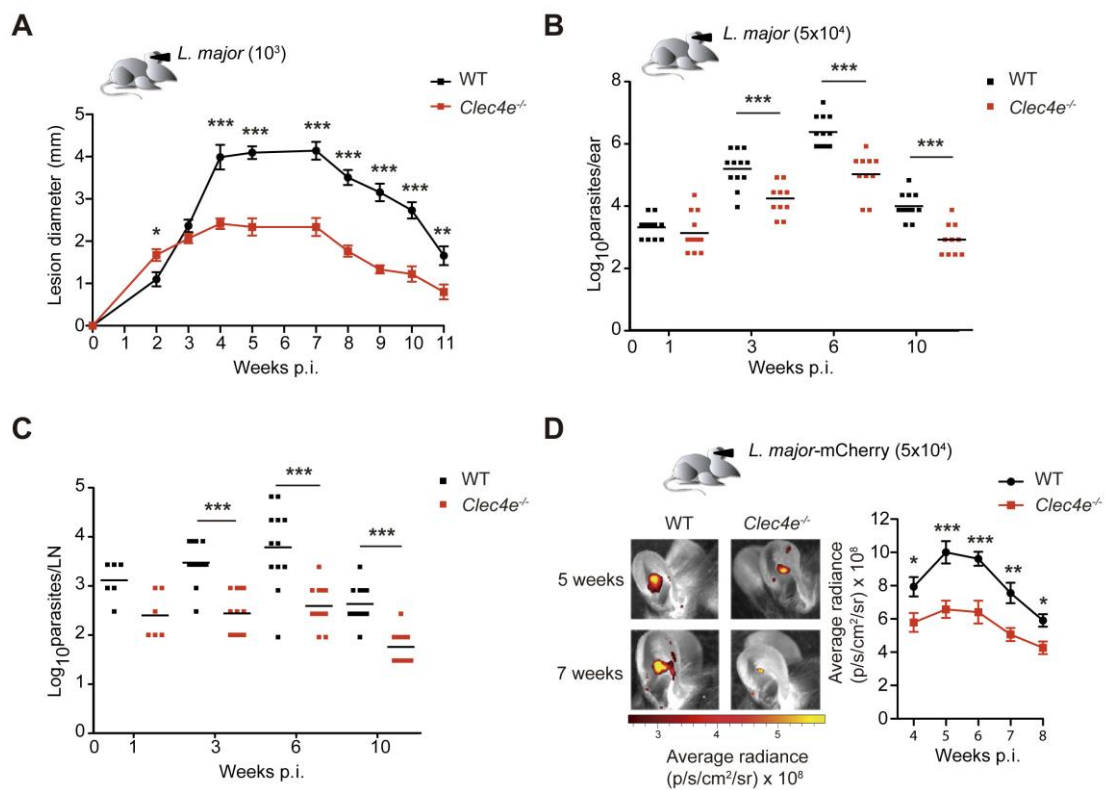 A
L. major (10³)
WT
Clec4e-/-
Lesion diameter (mm)
5
4
3
2
1
0
*
***
***
***
***
***
***
**
0 1 2 3 4 5 6 7 8 9 10 11
Weeks p.i.
B
L. major (5x10⁴)
WT
Clec4e-/-
Log₁₀parasites/ear
8
6
4
2
0
***
***
***
0 1 3 6 10
Weeks p.i.
C
WT
Clec4e-/-
Log₁₀parasites/LN
5
4
3
2
1
0
***
***
***
0 1 3 6 10
Weeks p.i.
D
L. major-mCherry (5x10⁴)
WT
Clec4e-/-
WT Clec4e-/-
5 weeks
7 weeks
3 4 5
Average radiance
(p/s/cm²/sr) x 10⁸
Average radiance
(p/s/cm²/sr) x 10⁸
12
10
8
6
4
2
0
*
***
***
**
*
4 5 6 7 8
Weeks p.i.